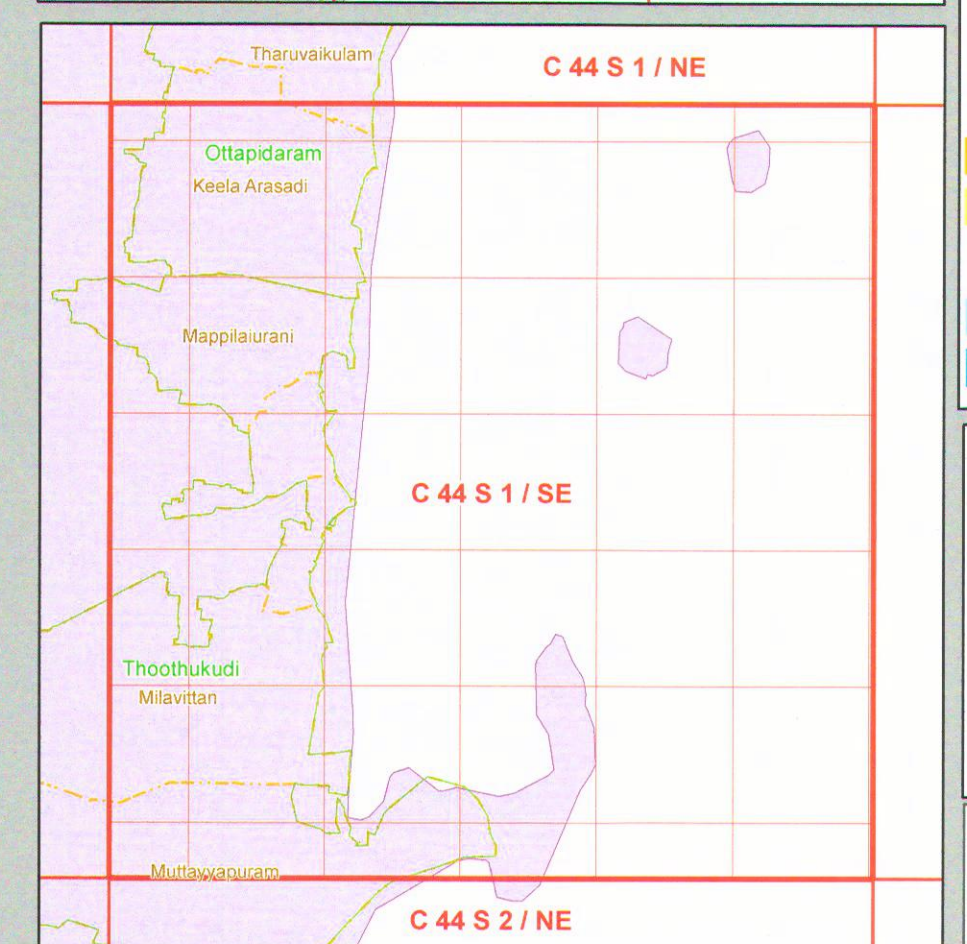 Tharuvaikulam
C 44 S 1 / NE
Ottapidaram
Keela Arasadi
Mappilaiurani
C 44 S 1 / SE
Thoothukudi
Milavittan
Muttayyapuram
C 44 S 2 / NE